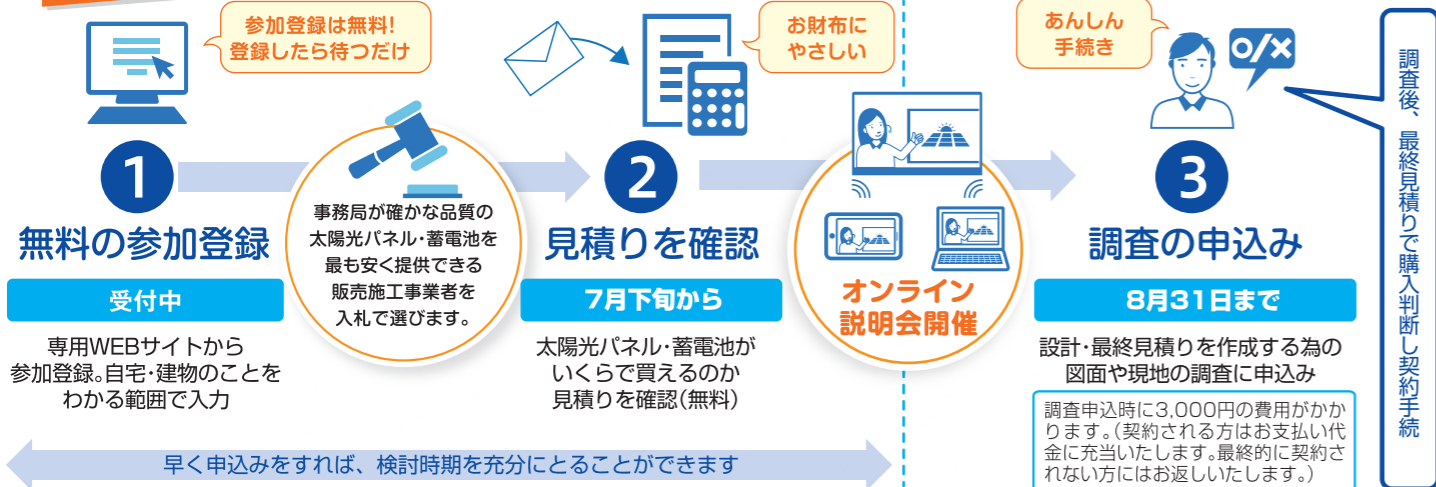 参加登録は無料!
登録したら待つだけ
1
無料の参加登録
受付中
専用WEBサイトから
参加登録。自宅・建物のことを
わかる範囲で入力
事務局が確かな品質の
太陽光パネル・蓄電池を
最も安く提供できる
販売施工事業者を
入札で選びます。
お財布に
やさしい
2
見積りを確認
7月下旬から
太陽光パネル・蓄電池が
いくらで買えるのか
見積りを確認(無料)
オンライン
説明会開催
早く申込みをすれば、検討時期を充分にとることができます
あんしん
手続き
o/×
3
調査の申込み
8月31日まで
設計・最終見積りを作成する為の
図面や現地の調査に申込み
調査申込時に3,000円の費用がかか
ります。(契約される方はお支払い代
金に充当いたします。最終的に契約さ
れない方にはお返しいたします。)
調査後、最終見積りで購入判断し契約手続